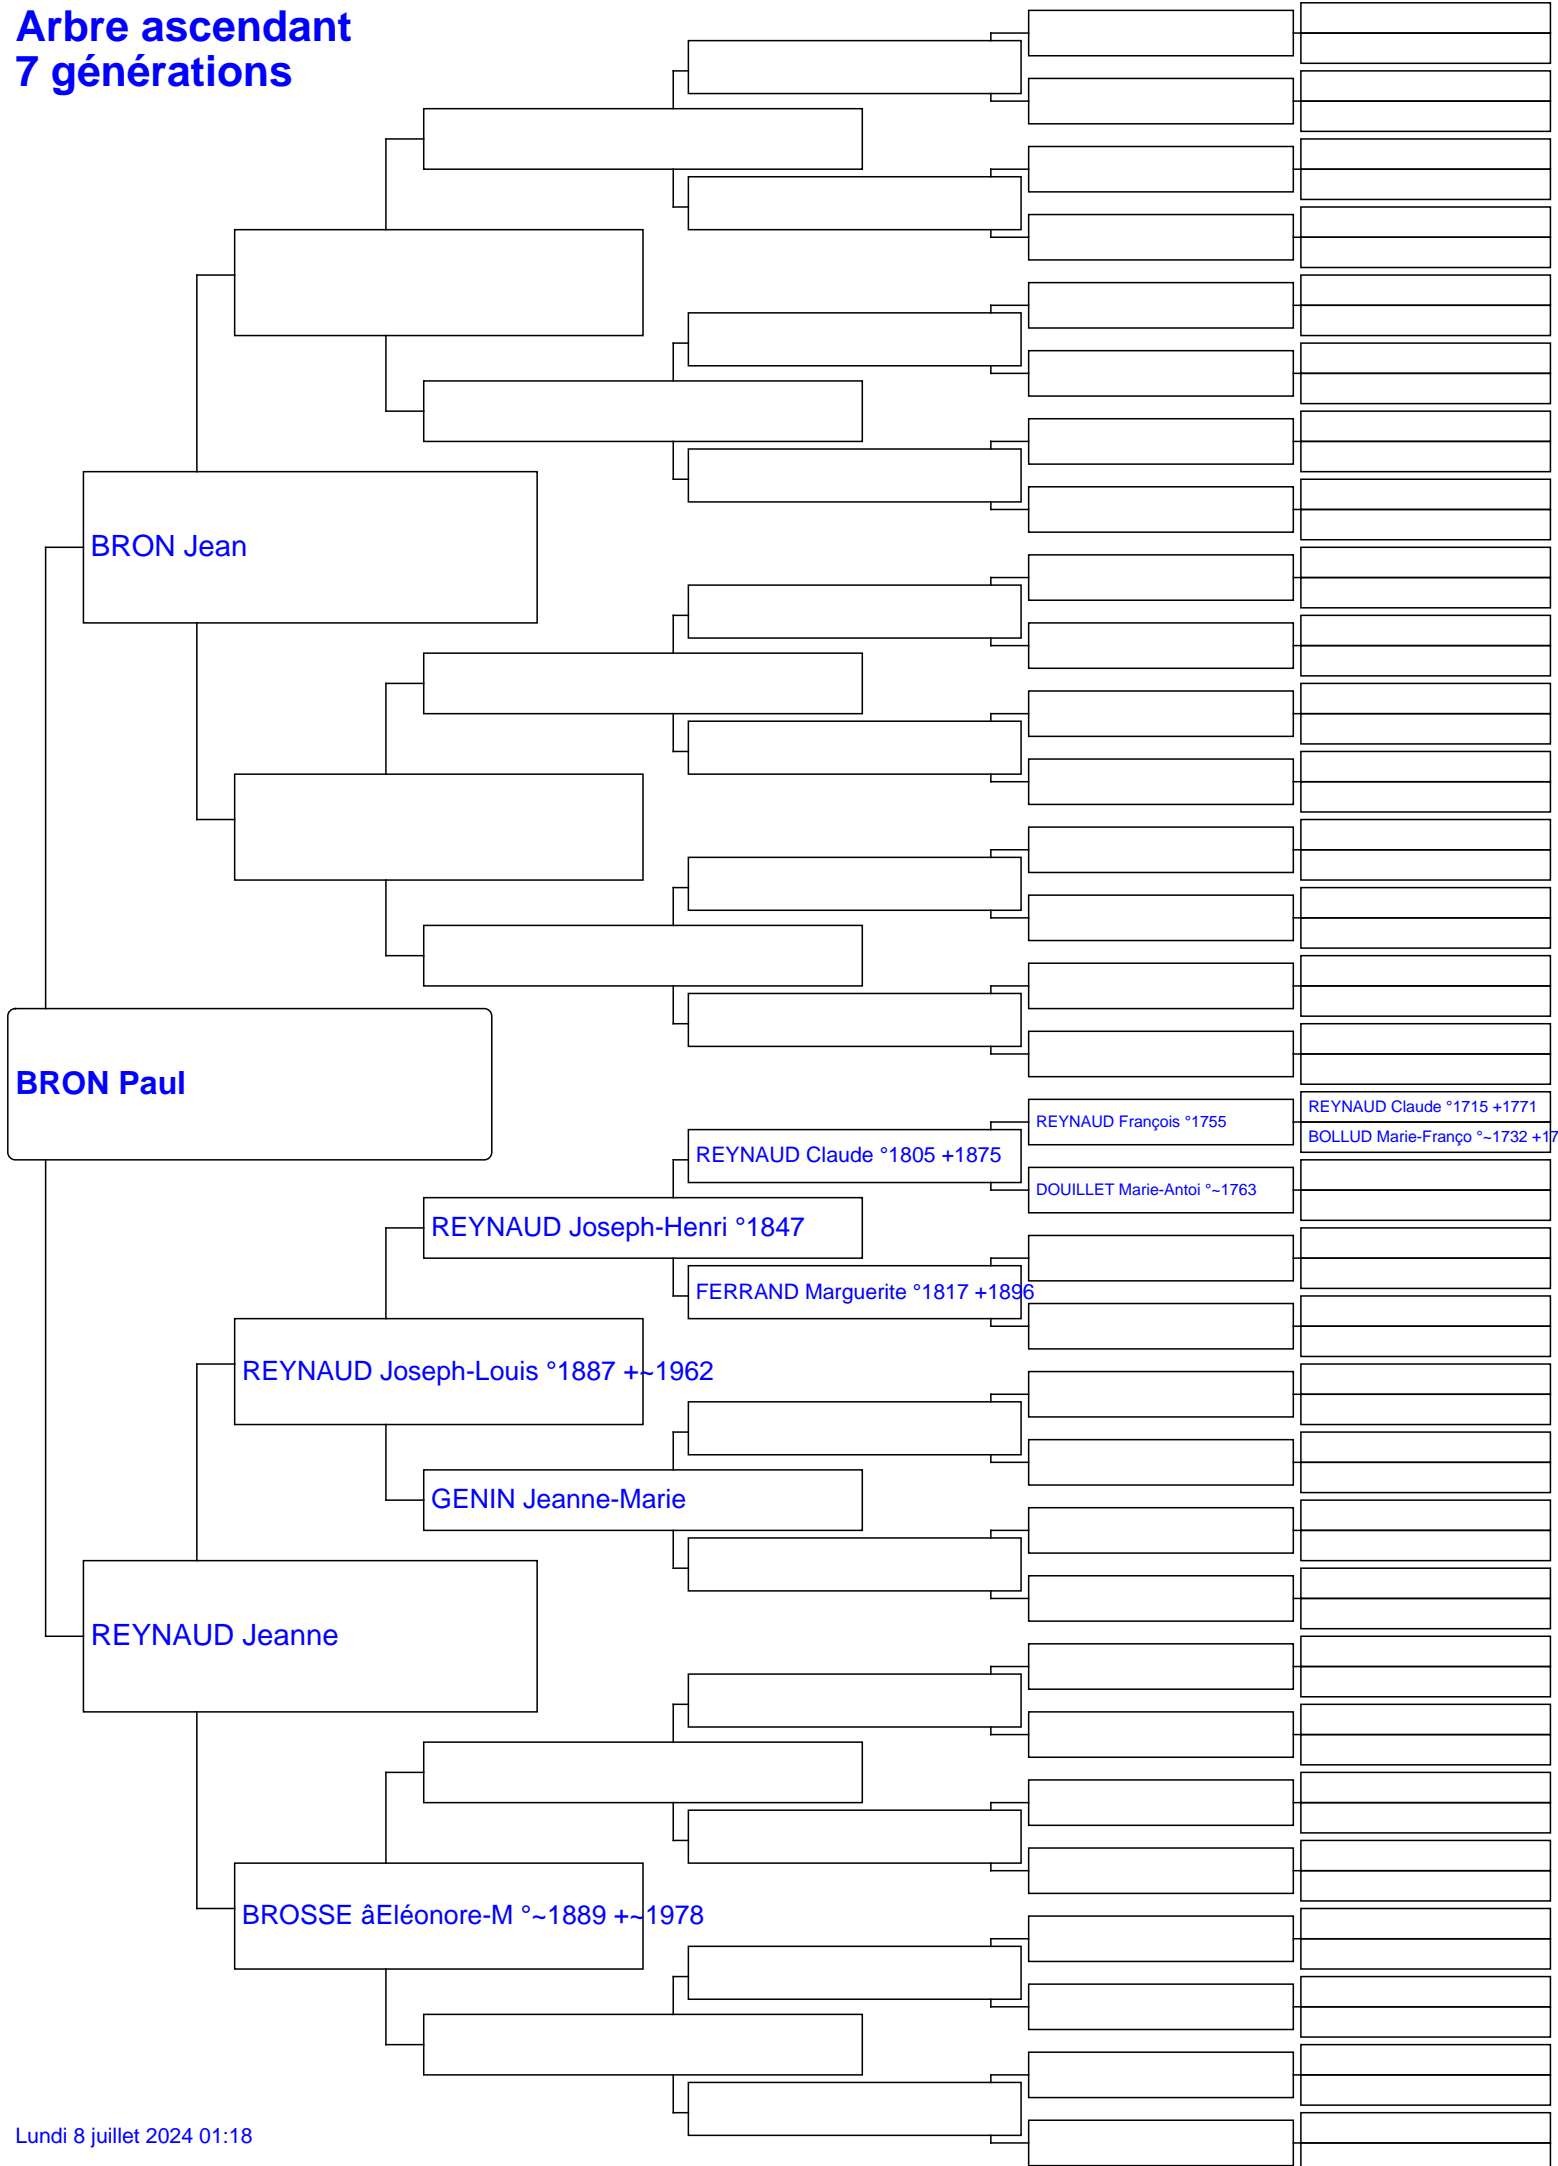 Arbre ascendant
7 générations
BRON Jean
BRON Paul
REYNAUD Claude °1715 +1771
REYNAUD François °1755
BOLLUD Marie-Franço °~1732 +17
REYNAUD Claude °1805 +1875
DOUILLET Marie-Antoi °~1763
REYNAUD Joseph-Henri °1847
FERRAND Marguerite °1817 +1896
REYNAUD Joseph-Louis °1887 +~1962
GENIN Jeanne-Marie
REYNAUD Jeanne
BROSSE âEléonore-M °~1889 +~1978
Lundi 8 juillet 2024 01:18